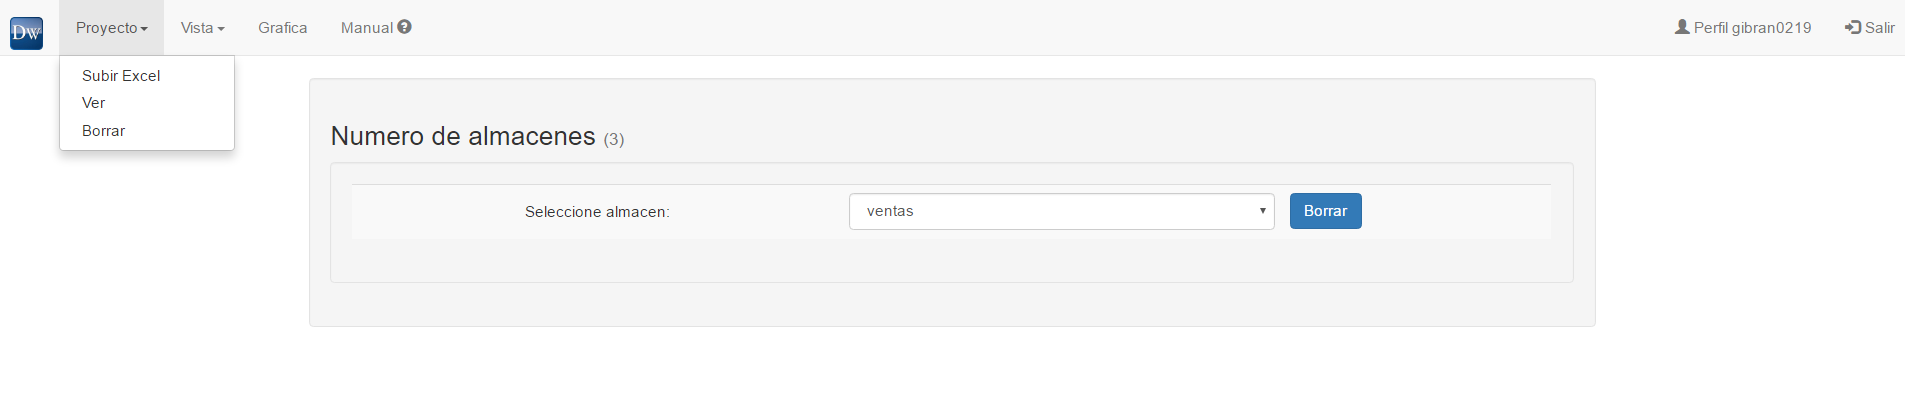 DW Proyecto Vista Grafica Manual Perfil gibran0219 Salir
Subir Excel
Ver
Borrar
Numero de almacenes (3)
Seleccione almacen: ventas Borrar